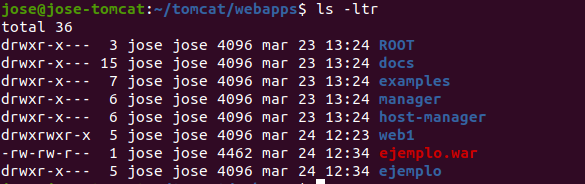 jose@jose-tomcat:~/tomcat/webapps$ ls -ltr
total 36
drwxr-x---  3 jose jose 4096 mar 23 13:24 ROOT
drwxr-x--- 15 jose jose 4096 mar 23 13:24 docs
drwxr-x---  7 jose jose 4096 mar 23 13:24 examples
drwxr-x---  6 jose jose 4096 mar 23 13:24 manager
drwxr-x---  6 jose jose 4096 mar 23 13:24 host-manager
drwxrwxr-x  5 jose jose 4096 mar 24 12:23 web1
-rw-rw-r--  1 jose jose 4462 mar 24 12:34 ejemplo.war
drwxr-x---  5 jose jose 4096 mar 24 12:34 ejemplo